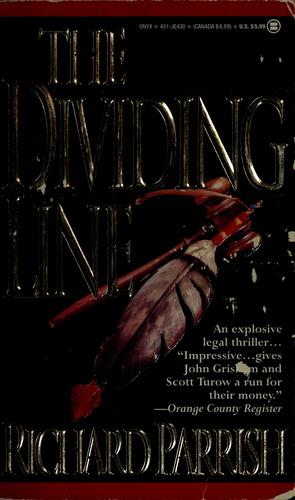 ONYX • 451-JE430 • (CANADA $6.99) • U.S. $5.99
THE
DIVIDING
LINE
An explosive
legal thriller...
"Impressive...gives
John Grisham and
Scott Turow a run for
their money."
—Orange County Register
RICHARD PARRISH